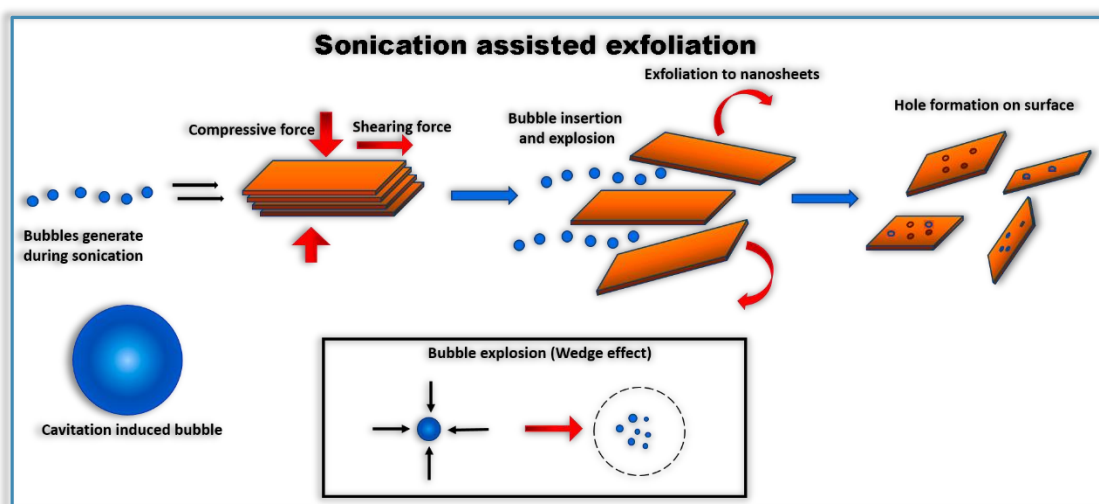 Sonication assisted exfoliation
Exfoliation to nanosheets
Compressive force
Shearing force
Bubble insertion
and explosion
Hole formation on surface
Bubbles generate
during sonication
Cavitation induced bubble
Bubble explosion (Wedge effect)